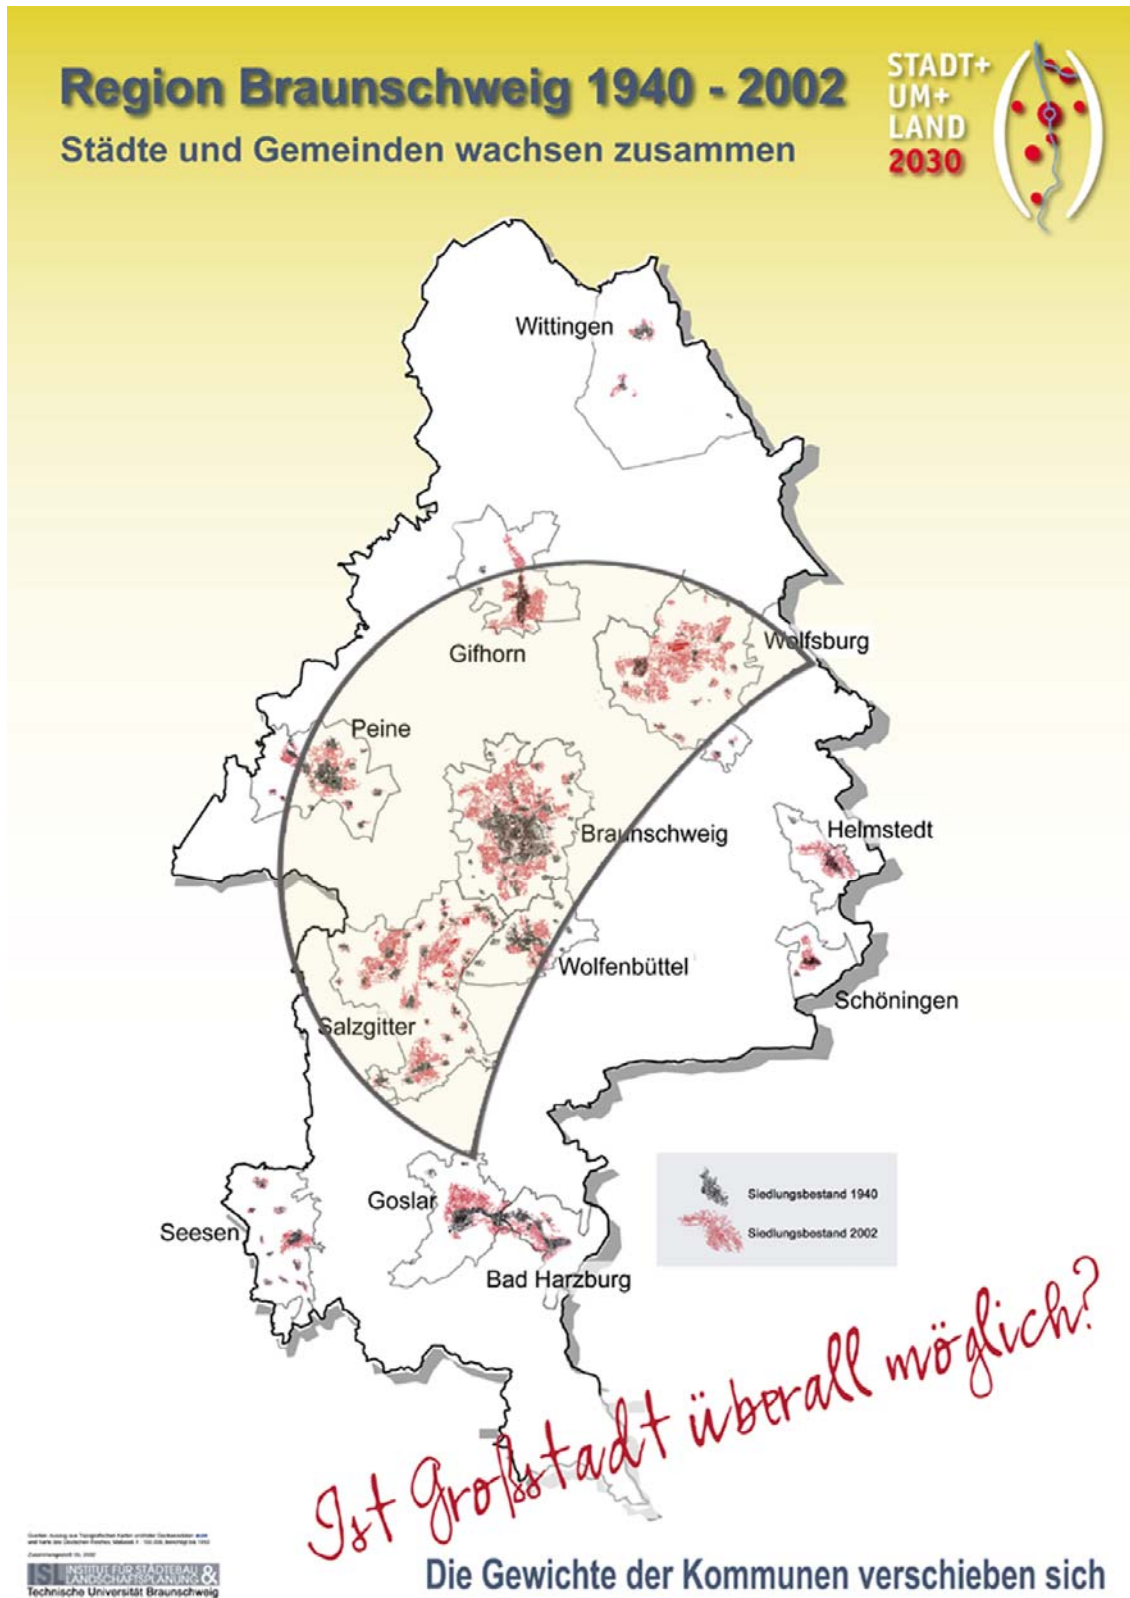 Region Braunschweig 1940 - 2002
Städte und Gemeinden wachsen zusammen
STADT+
UM+
LAND
2030
Wittingen
Gifhorn
Wolfsburg
Peine
Braunschweig
Helmstedt
Wolfenbüttel
Schöningen
Salzgitter
Goslar
Seesen
Bad Harzburg
Siedlungsbestand 1940
Siedlungsbestand 2002
Ist Großstadt überall möglich?
Die Gewichte der Kommunen verschieben sich
ISL INSTITUT FÜR STÄDTEBAU &
LANDSCHAFTSPLANUNG
Technische Universität Braunschweig